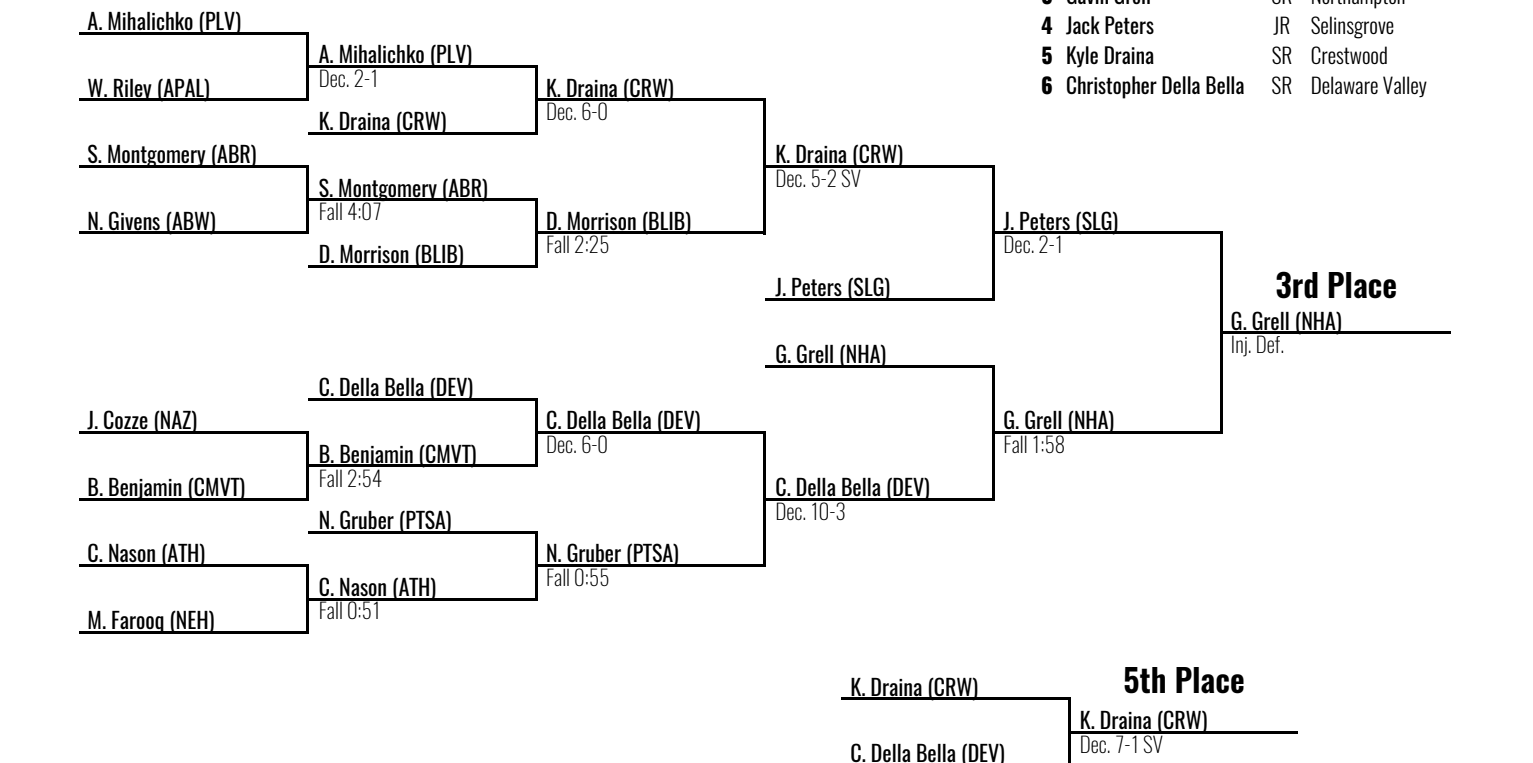 A. Mihalichko (PLV)
W. Riley (APAL)
S. Montgomery (ABR)
N. Givens (ABW)
J. Cozze (NAZ)
B. Benjamin (CMVT)
C. Nason (ATH)
M. Farooq (NEH)
A. Mihalichko (PLV)
Dec. 2-1
K. Draina (CRW)
S. Montgomery (ABR)
Fall 4:07
D. Morrison (BLIB)
C. Della Bella (DEV)
B. Benjamin (CMVT)
Fall 2:54
N. Gruber (PTSA)
C. Nason (ATH)
Fall 0:51
K. Draina (CRW)
Dec. 6-0
D. Morrison (BLIB)
Fall 2:25
C. Della Bella (DEV)
Dec. 6-0
N. Gruber (PTSA)
Fall 0:55
K. Draina (CRW)
Dec. 5-2 SV
J. Peters (SLG)
G. Grell (NHA)
C. Della Bella (DEV)
Dec. 10-3
J. Peters (SLG)
Dec. 2-1
G. Grell (NHA)
Fall 1:58
3rd Place
G. Grell (NHA)
Inj. Def.
Gavin Grell SR Northampton
4 Jack Peters JR Selinsgrove
5 Kyle Draina SR Crestwood
6 Christopher Della Bella SR Delaware Valley
5th Place
K. Draina (CRW)
C. Della Bella (DEV)
K. Draina (CRW)
Dec. 7-1 SV